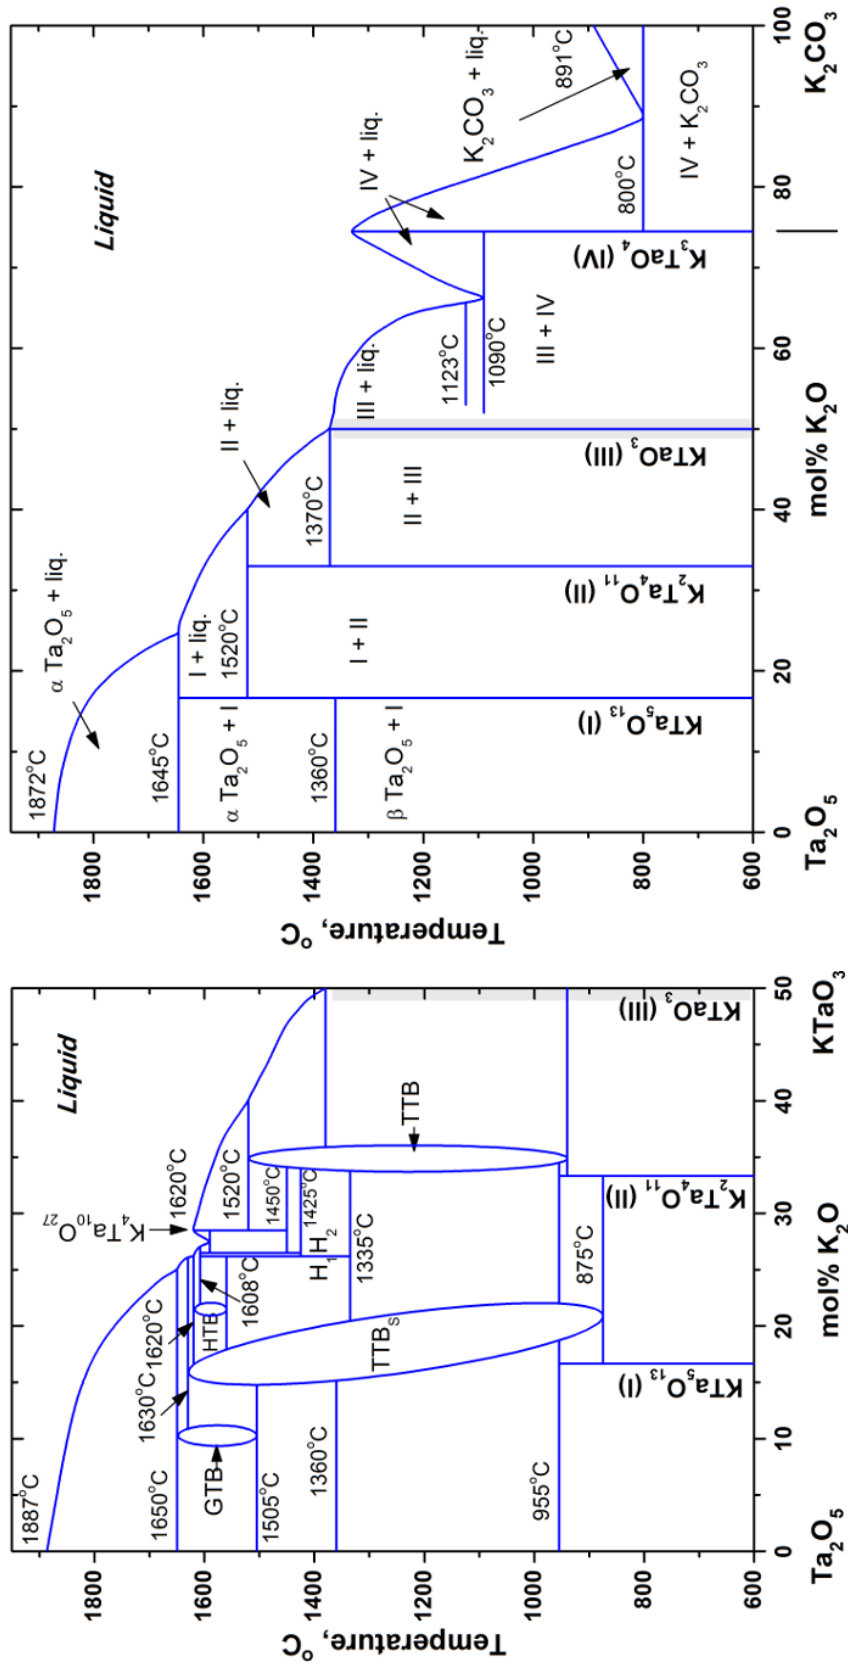 1887°C
Liquid
1650°C
1630°C
1620°C
K₄Ta₁₀O₂₇
1620°C
GTB
HTB
1608°C
1520°C
1505°C
1450°C
1425°C
H₁
H₂
1360°C
1335°C
TTBₛ
TTB
955°C
875°C
KTa₅O₁₃ (I)
K₂Ta₄O₁₁ (II)
KTaO₃ (III)
Temperature, °C
1800
1600
1400
1200
1000
800
600
0
10
20
30
40
50
Ta₂O₅
mol% K₂O
KTaO₃
1872°C
α Ta₂O₅ + liq.
II + liq.
Liquid
1645°C
I + liq.
α Ta₂O₅ + I
1520°C
III + liq.
IV + liq.
K₂CO₃ + liq.
891°C
1360°C
I + II
1370°C
1123°C
1090°C
β Ta₂O₅ + I
II + III
III + IV
800°C
IV + K₂CO₃
KTa₅O₁₃ (I)
K₂Ta₄O₁₁ (II)
KTaO₃ (III)
K₃TaO₄ (IV)
Temperature, °C
1800
1600
1400
1200
1000
800
600
0
20
40
60
80
100
Ta₂O₅
mol% K₂O
K₂CO₃